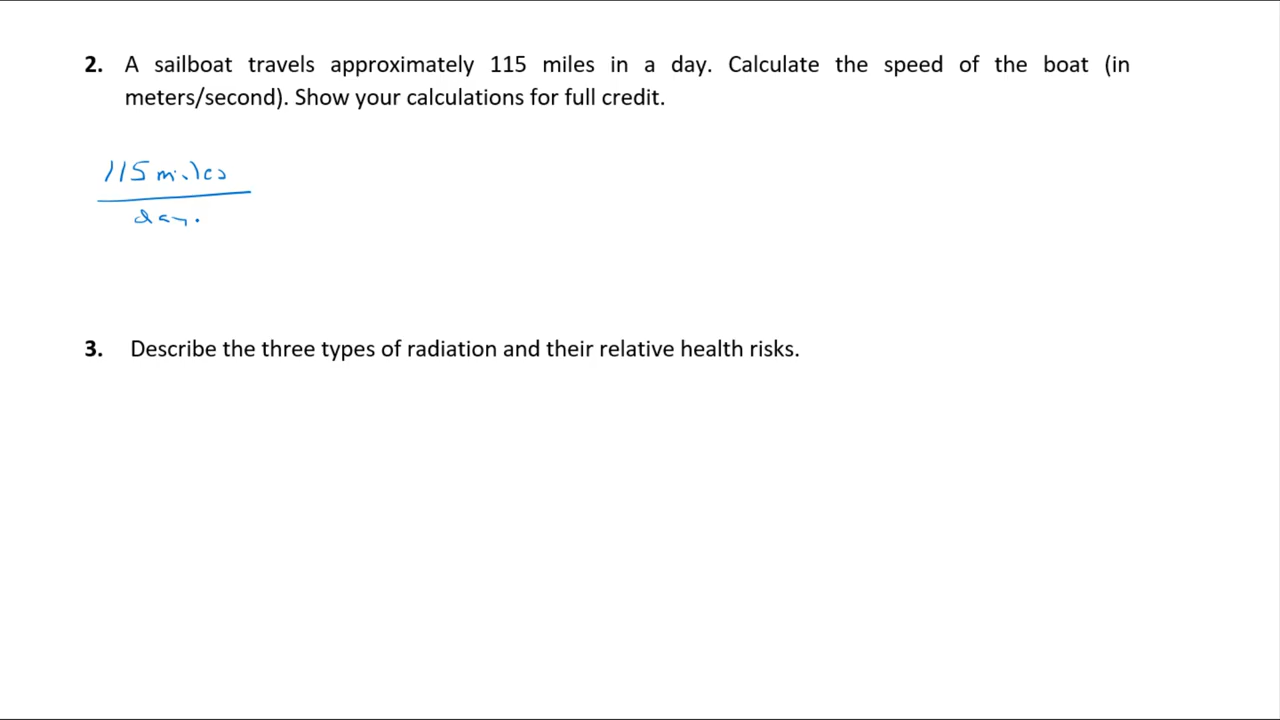 2. A sailboat travels approximately 115 miles in a day. Calculate the speed of the boat (in
meters/second). Show your calculations for full credit.
115 miles
day.
3. Describe the three types of radiation and their relative health risks.